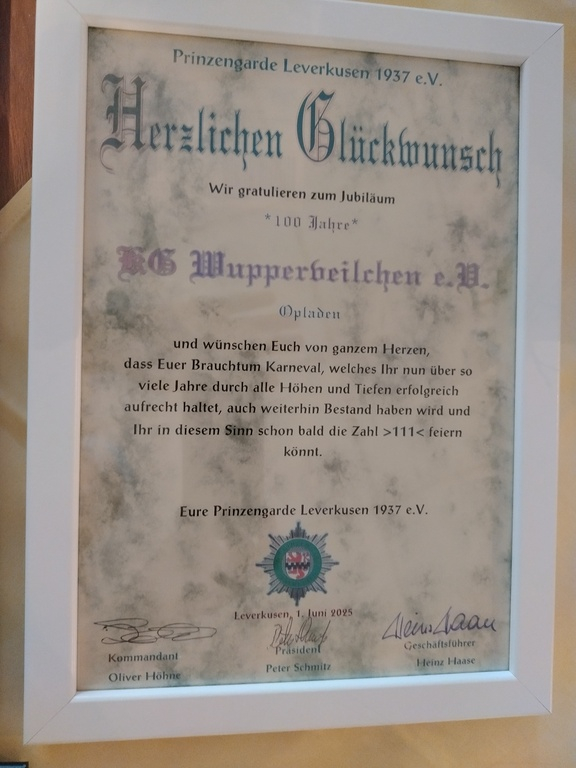 Prinzengarde Leverkusen 1937 e.V.
Herzlichen Glückwunsch
Wir gratulieren zum Jubiläum
*100 Jahre*
KG Wupperveilchen e.V.
Opladen
und wünschen Euch von ganzem Herzen,
dass Euer Brauchtum Karneval, welches Ihr nun über so
viele Jahre durch alle Höhen und Tiefen erfolgreich
aufrecht haltet, auch weiterhin Bestand haben wird und
Ihr in diesem Sinn schon bald die Zahl >111< feiern
könnt.
Eure Prinzengarde Leverkusen 1937 e.V.
Leverkusen, 1. Juni 2025
Heinz Haase
Kommandant
Präsident
Geschäftsführer
Oliver Höhne
Peter Schmitz
Heinz Haase